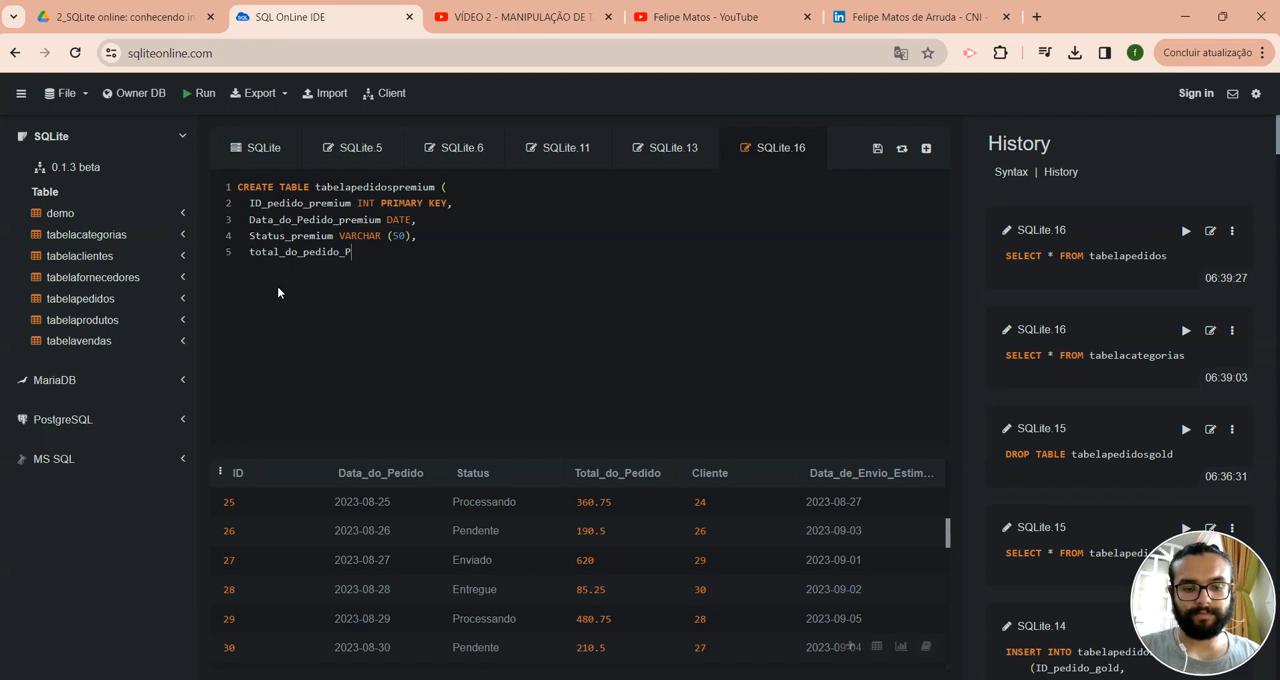 2_SQLite online: conhecendo in
SQL OnLine IDE
VÍDEO 2 - MANIPULAÇÃO DE T
Felipe Matos - YouTube
Felipe Matos de Arruda - CNI -
sqliteonline.com
Concluir atualização
File
Owner DB
Run
Export
Import
Client
Sign in
SQLite
0.1.3 beta
Table
demo
tabelacategorias
tabelaclientes
tabelafornecedores
tabelapedidos
tabelaprodutos
tabelavendas
MariaDB
PostgreSQL
MS SQL
SQLite
SQLite.5
SQLite.6
SQLite.11
SQLite.13
SQLite.16
1 CREATE TABLE tabelapedidospremium (
2 ID_pedido_premium INT PRIMARY KEY,
3 Data_do_Pedido_premium DATE,
4 Status_premium VARCHAR (50),
5 total_do_pedido_P
ID Data_do_Pedido Status Total_do_Pedido Cliente Data_de_Envio_Estim...
25 2023-08-25 Processando 360.75 24 2023-08-27
26 2023-08-26 Pendente 190.5 26 2023-09-03
27 2023-08-27 Enviado 620 29 2023-09-01
28 2023-08-28 Entregue 85.25 30 2023-09-02
29 2023-08-29 Processando 480.75 28 2023-09-05
30 2023-08-30 Pendente 210.5 27 2023-09-04
History
Syntax | History
SQLite.16
SELECT * FROM tabelapedidos
06:39:27
SQLite.16
SELECT * FROM tabelacategorias
06:39:03
SQLite.15
DROP TABLE tabelapedidosgold
06:36:31
SQLite.15
SELECT * FROM tabelapedi
SQLite.14
INSERT INTO tabelapedido
(ID_pedido_gold,